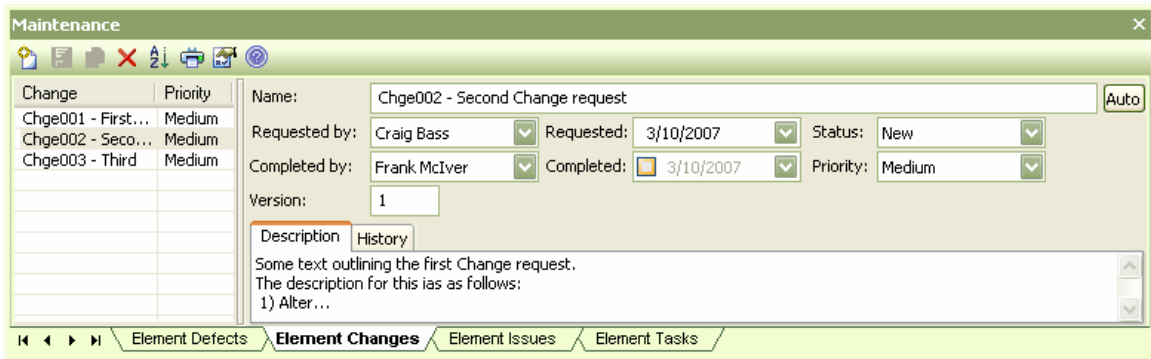 Maintenance
Change Priority
Chge001 - First... Medium
Chge002 - Seco... Medium
Chge003 - Third Medium
Name: Chge002 - Second Change request Auto
Requested by: Craig Bass Requested: 3/10/2007 Status: New
Completed by: Frank McIver Completed: 3/10/2007 Priority: Medium
Version: 1
Description History
Some text outlining the first Change request.
The description for this ias as follows:
1) Alter...
Element Defects Element Changes Element Issues Element Tasks